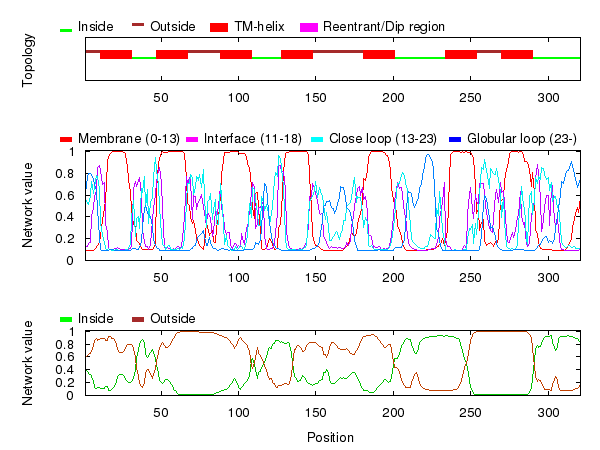 Inside Outside TM-helix Reentrant/Dip region
Topology
50 100 150 200 250 300
Membrane (0-13) Interface (11-18) Close loop (13-23) Globular loop (23-)
Network value
1
0.8
0.6
0.4
0.2
0
50 100 150 200 250 300
Inside Outside
Network value
1
0.8
0.6
0.4
0.2
0
50 100 150 200 250 300
Position